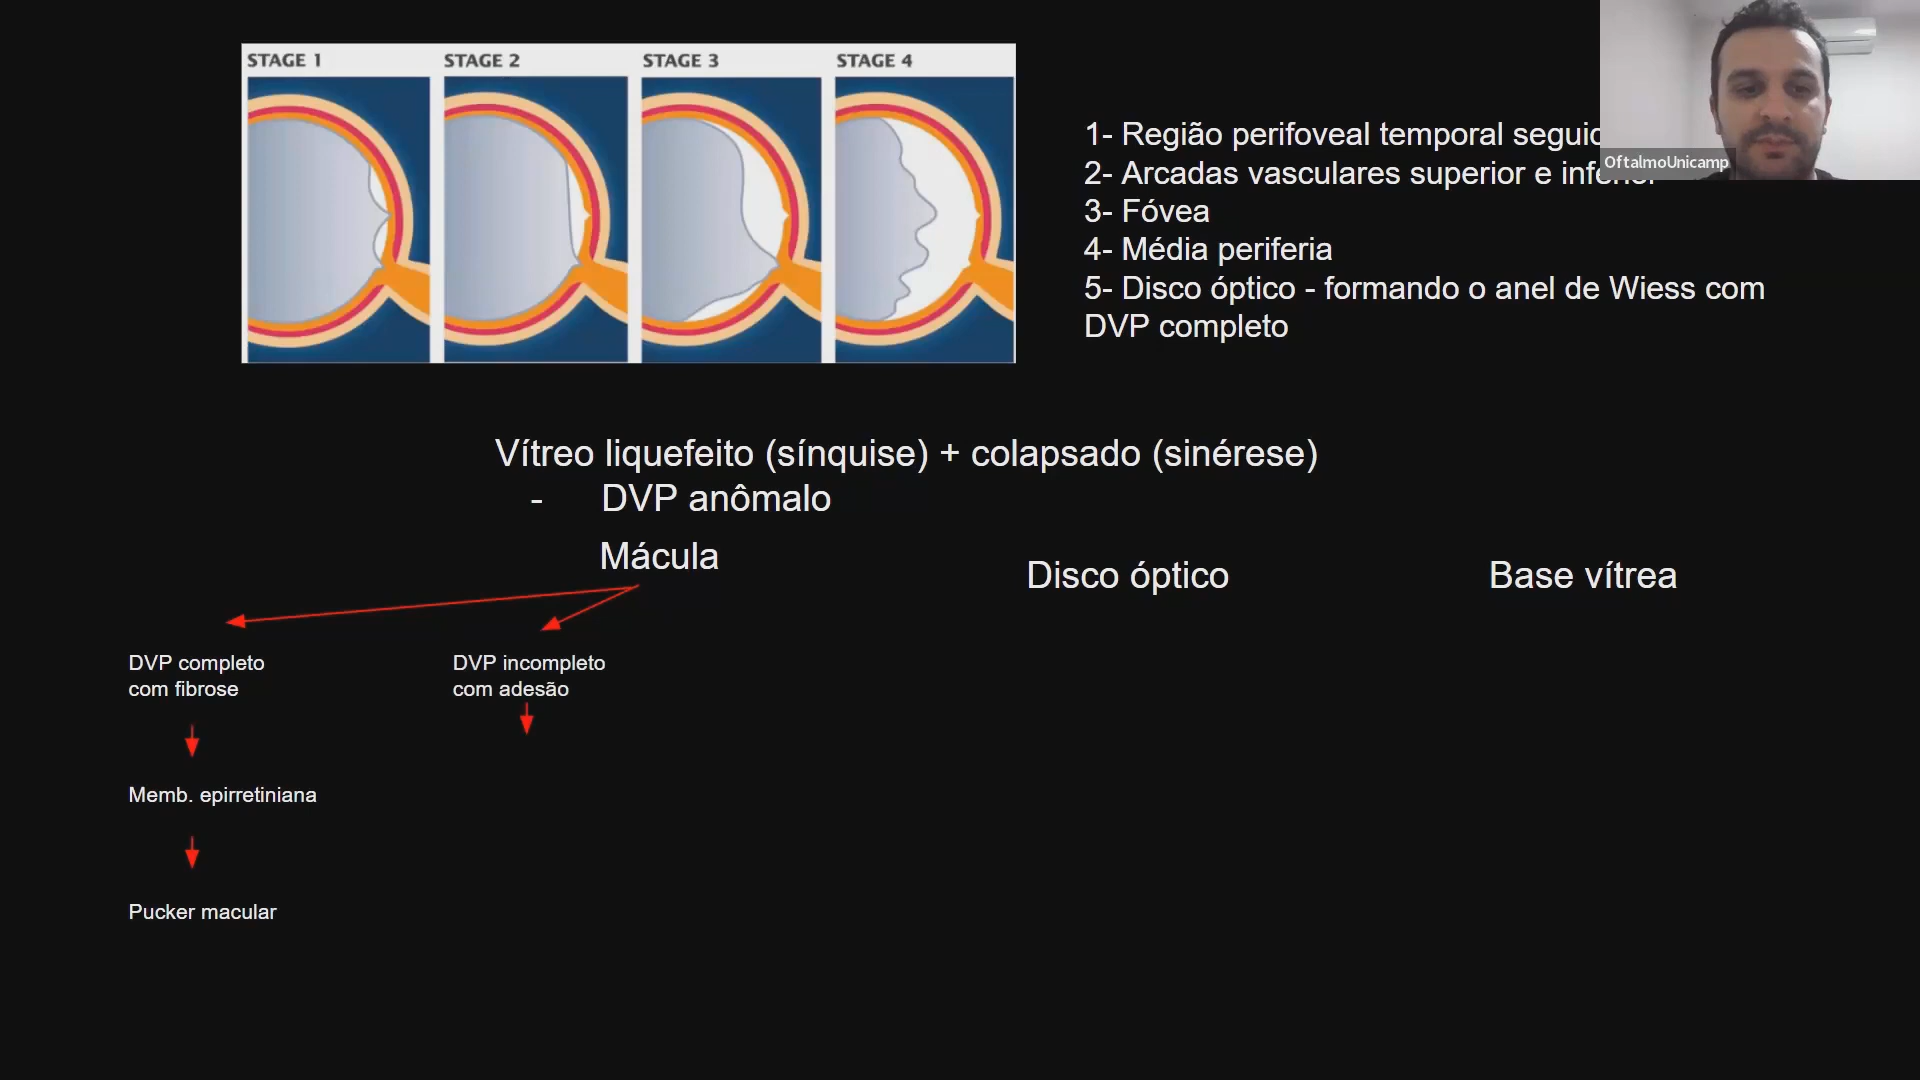 STAGE 1
STAGE 2
STAGE 3
STAGE 4
1- Região perifoveal temporal
OftalmoUnicamp
2- Arcadas vasculares superior e
3- Fóvea
4- Média periferia
5- Disco óptico - formando o anel de Wiess com
DVP completo
Vítreo liquefeito (sínquise) + colapsado (sinérese)
- DVP anômalo
Mácula
Disco óptico
Base vítrea
DVP completo
com fibrose
DVP incompleto
com adesão
Memb. epirretiniana
Pucker macular